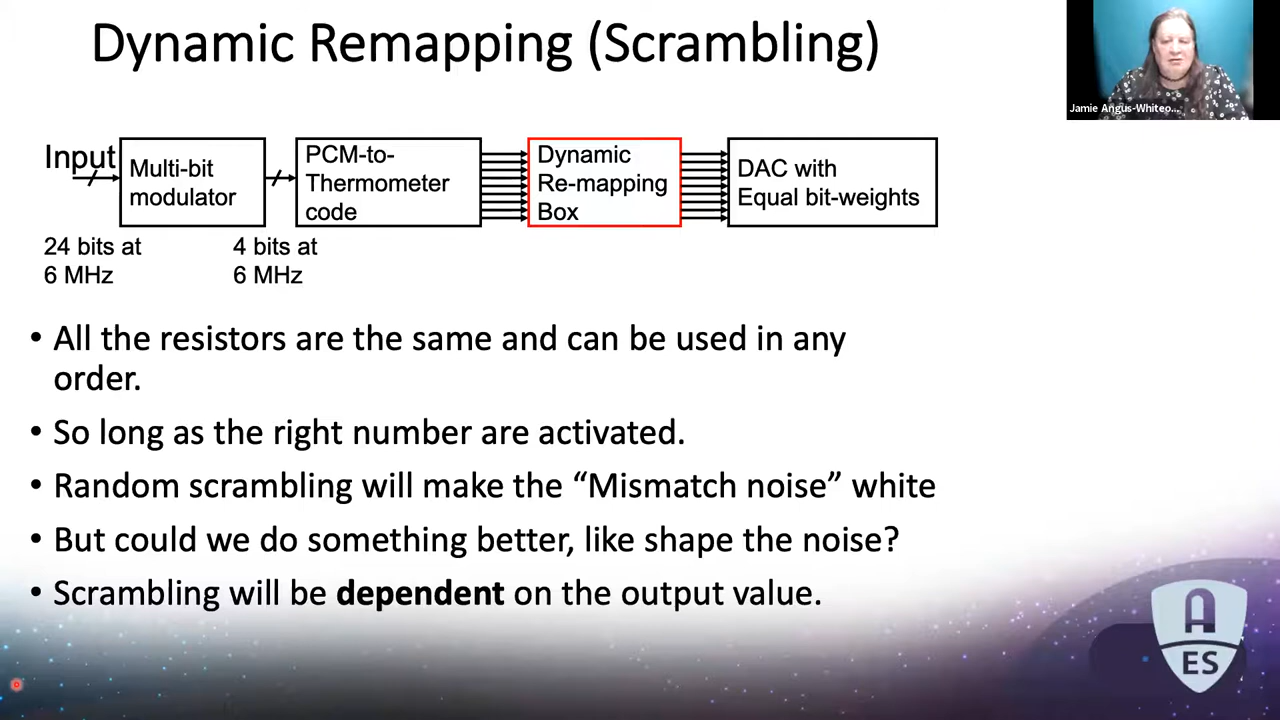 Dynamic Remapping (Scrambling)
Jamie Angus-Whiteo...
Input
Multi-bit
modulator
PCM-to-
Thermometer
code
Dynamic
Re-mapping
Box
DAC with
Equal bit-weights
24 bits at
6 MHz
4 bits at
6 MHz
• All the resistors are the same and can be used in any
order.
• So long as the right number are activated.
• Random scrambling will make the “Mismatch noise” white
• But could we do something better, like shape the noise?
• Scrambling will be dependent on the output value.
A
ES